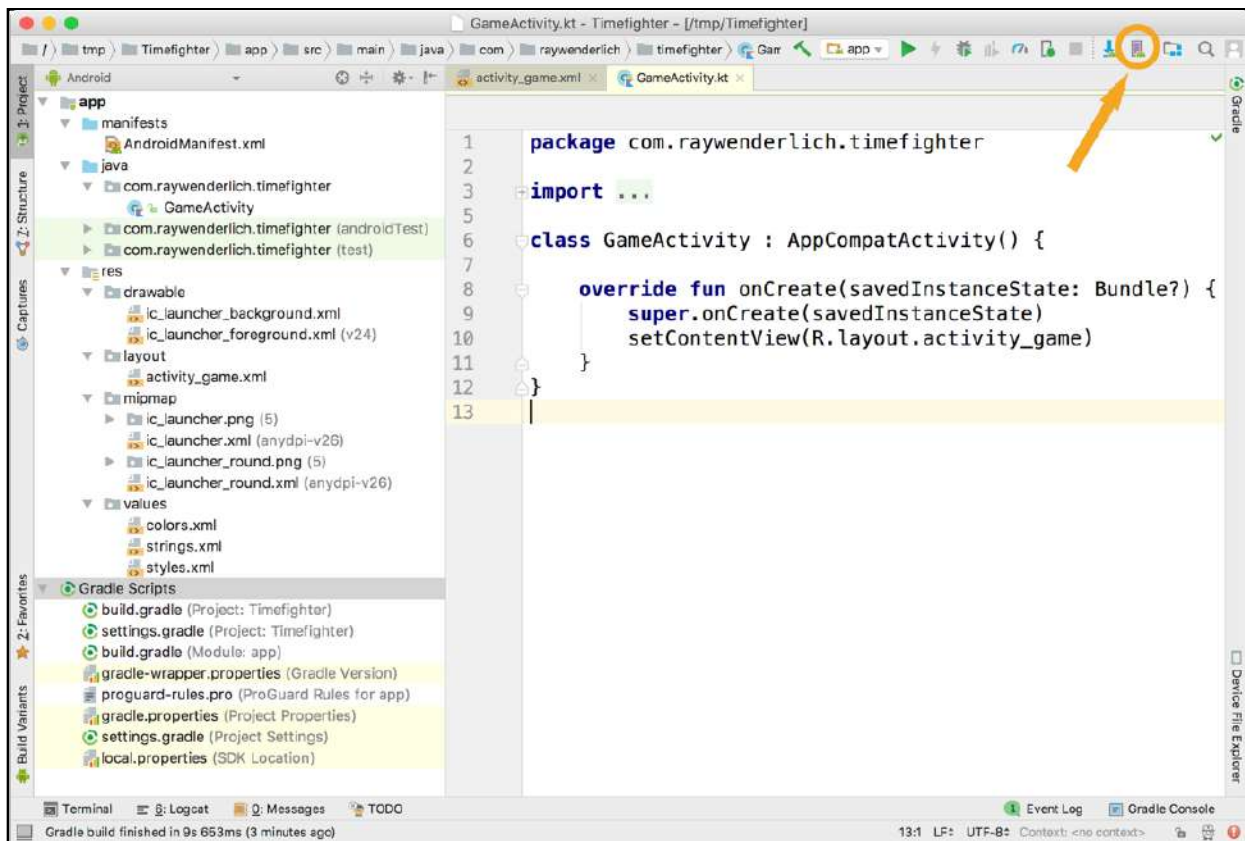 GameActivity.kt - Timefighter - [/tmp/Timefighter]
/ tmp Timefighter app src main java com raywenderlich timefighter Gam app
1: Project
Z: Structure
Captures
2: Favorites
Build Variants
Android
activity_game.xml GameActivity.kt
app
manifests
AndroidManifest.xml
java
com.raywenderlich.timefighter
GameActivity
com.raywenderlich.timefighter (androidTest)
com.raywenderlich.timefighter (test)
res
drawable
ic_launcher_background.xml
ic_launcher_foreground.xml (v24)
layout
activity_game.xml
mipmap
ic_launcher.png (5)
ic_launcher.xml (anydpi-v26)
ic_launcher_round.png (5)
ic_launcher_round.xml (anydpi-v26)
values
colors.xml
strings.xml
styles.xml
Gradle Scripts
build.gradle (Project: Timefighter)
settings.gradle (Project: Timefighter)
build.gradle (Module: app)
gradle-wrapper.properties (Gradle Version)
proguard-rules.pro (ProGuard Rules for app)
gradle.properties (Project Properties)
settings.gradle (Project Settings)
local.properties (SDK Location)
1 package com.raywenderlich.timefighter
2
3 import ...
5
6 class GameActivity : AppCompatActivity() {
7
8 override fun onCreate(savedInstanceState: Bundle?) {
9 super.onCreate(savedInstanceState)
10 setContentView(R.layout.activity_game)
11 }
12 }
13
Gradle
Device File Explorer
Terminal 6: Logcat 0: Messages TODO 1 Event Log Gradle Console
Gradle build finished in 9s 653ms (3 minutes ago) 13:1 LF÷ UTF-8÷ Context: <no context>